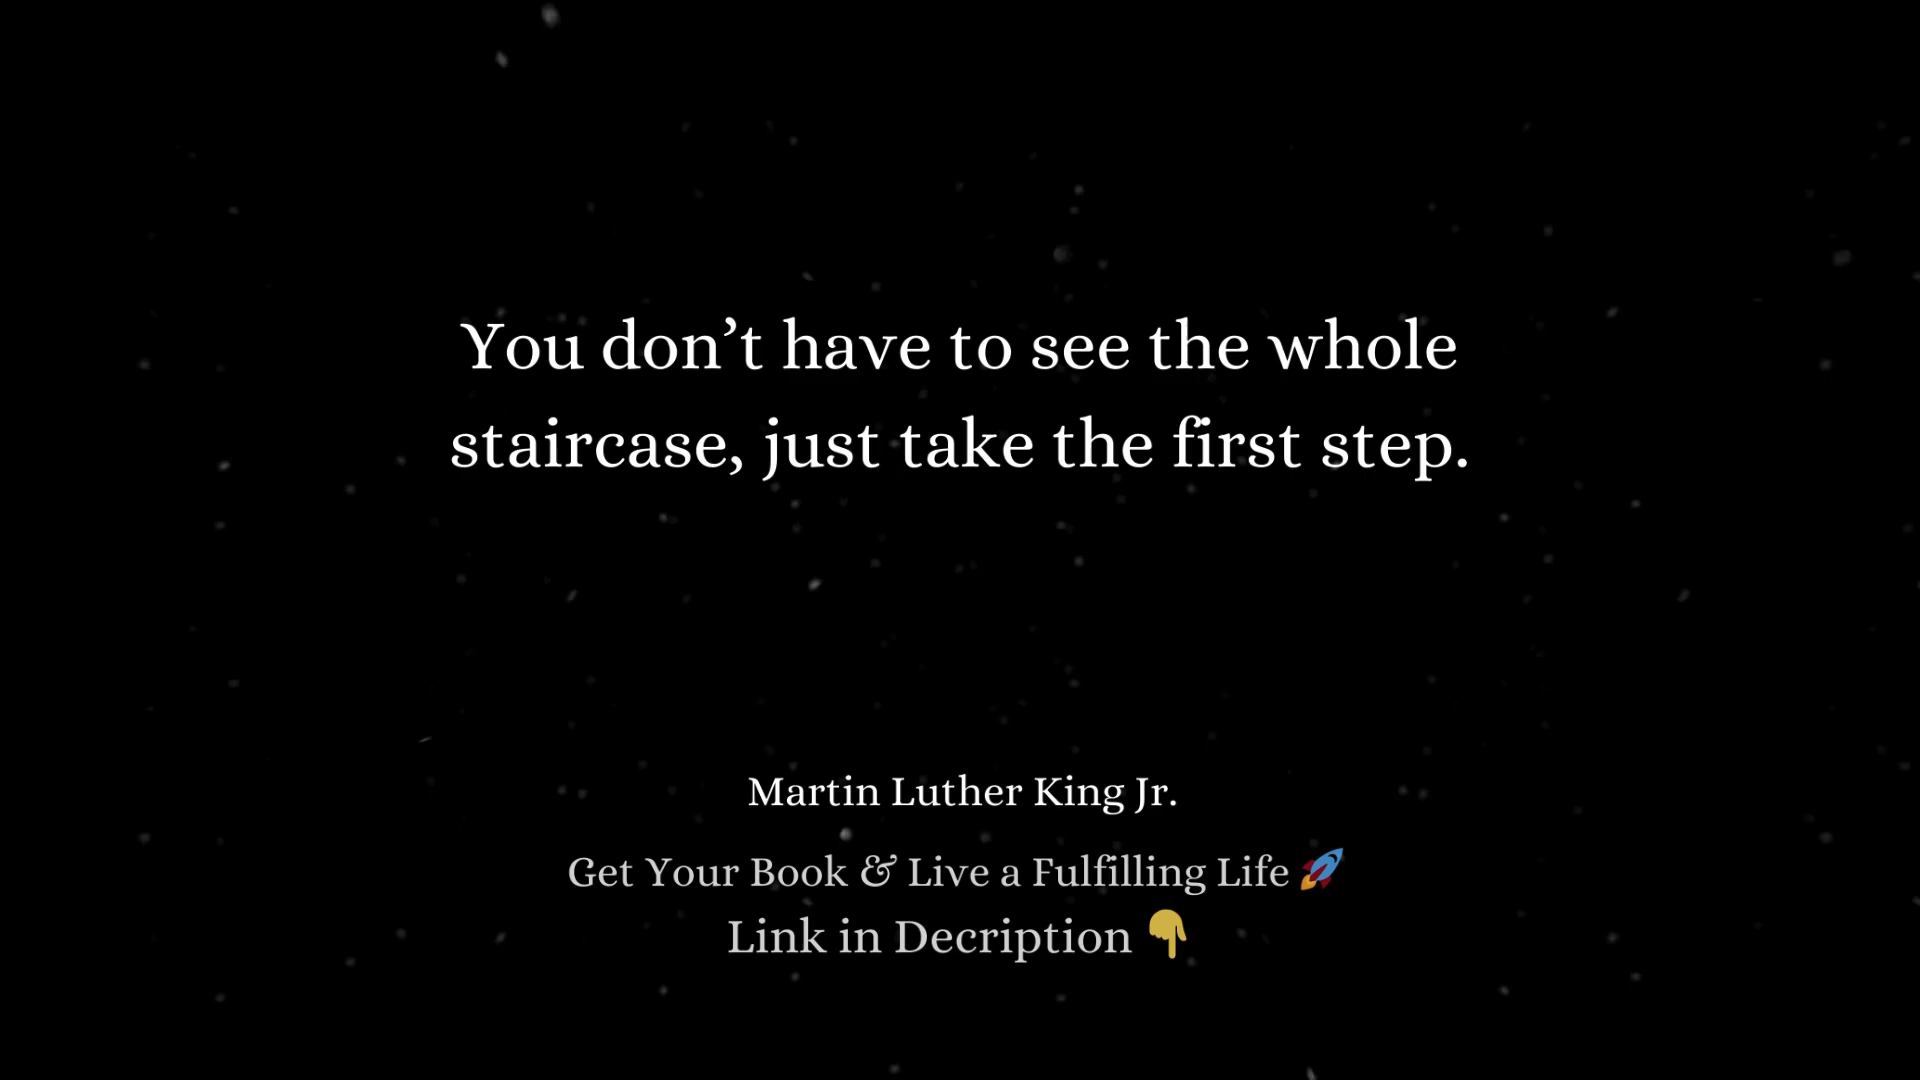 You don’t have to see the whole
staircase, just take the first step.
Martin Luther King Jr.
Get Your Book & Live a Fulfilling Life 🚀
Link in Decription 👇